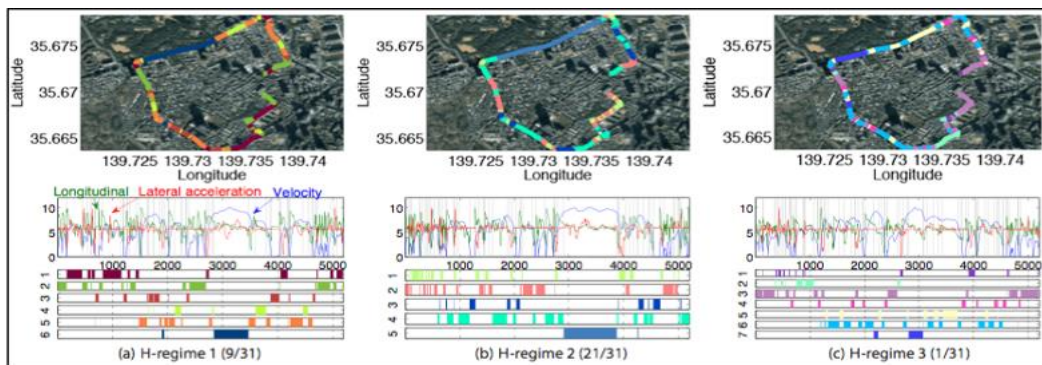 35.675
35.67
35.665
Latitude
139.725 139.73 139.735 139.74
Longitude
35.675
35.67
35.665
Latitude
139.725 139.73 139.735 139.74
Longitude
35.675
35.67
35.665
Latitude
139.725 139.73 139.735 139.74
Longitude
Longitudinal Lateral acceleration Velocity
10
5
0
1000 2000 3000 4000 5000
1
2
3
4
5
6
(a) H-regime 1 (9/31)
10
5
0
1000 2000 3000 4000 5000
1
2
3
4
5
(b) H-regime 2 (21/31)
10
5
0
1000 2000 3000 4000 5000
1
2
3
4
5
6
7
(c) H-regime 3 (1/31)